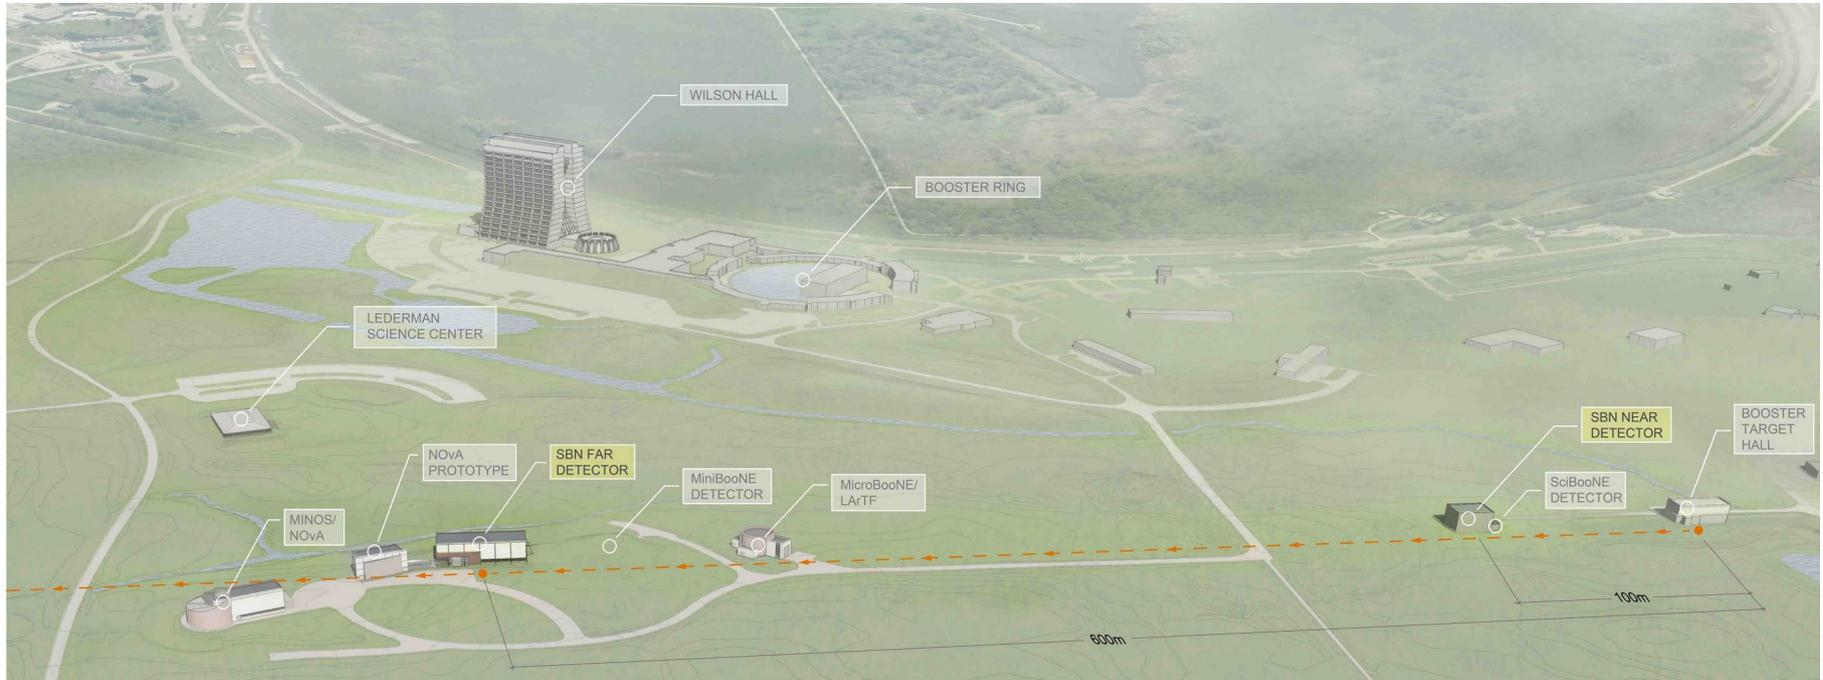 WILSON HALL
BOOSTER RING
LEDERMAN
SCIENCE CENTER
SBN NEAR
DETECTOR
BOOSTER
TARGET
HALL
NOvA
PROTOTYPE
SBN FAR
DETECTOR
MiniBooNE
DETECTOR
MicroBooNE/
LArTF
SciBooNE
DETECTOR
MINOS/
NOvA
100m
600m